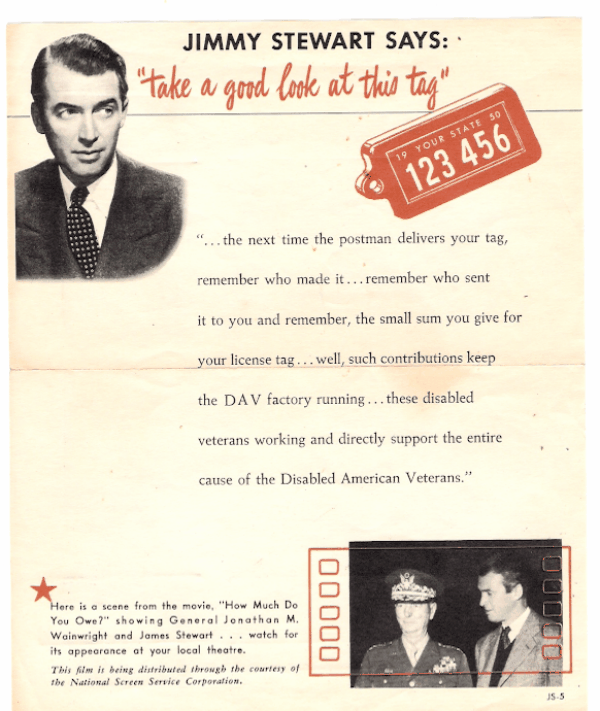 JIMMY STEWART SAYS:
"take a good look at this tag"
19 YOUR STATE 50
123 456
"...the next time the postman delivers your tag,
remember who made it...remember who sent
it to you and remember, the small sum you give for
your license tag...well, such contributions keep
the DAV factory running...these disabled
veterans working and directly support the entire
cause of the Disabled American Veterans."
Here is a scene from the movie, "How Much Do
You Owe?" showing General Jonathan M.
Wainwright and James Stewart . . . watch for
its appearance at your local theatre.
This film is being distributed through the courtesy of
the National Screen Service Corporation.
JS-5